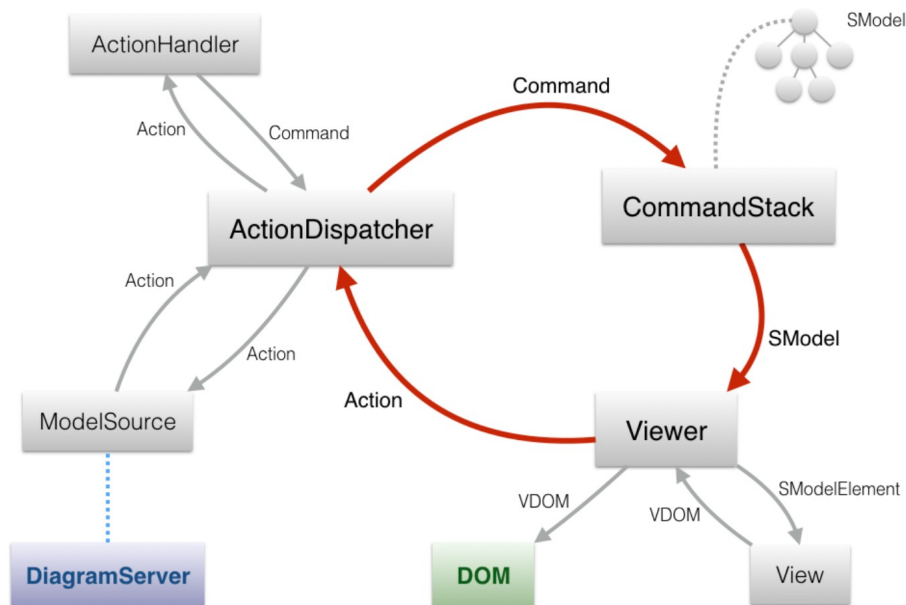 SModel
ActionHandler
Command
Action
Command
CommandStack
ActionDispatcher
Action
Action
SModel
Action
ModelSource
Viewer
SModelElement
VDOM
VDOM
DiagramServer
DOM
View